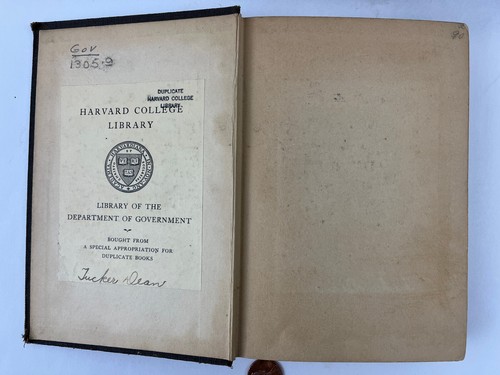 Gov
1305.9
DUPLICATE
HARVARD COLLEGE
LIBRARY
HARVARD COLLEGE
LIBRARY
LIBRARY OF THE
DEPARTMENT OF GOVERNMENT
BOUGHT FROM
A SPECIAL APPROPRIATION FOR
DUPLICATE BOOKS
Tucker Dean